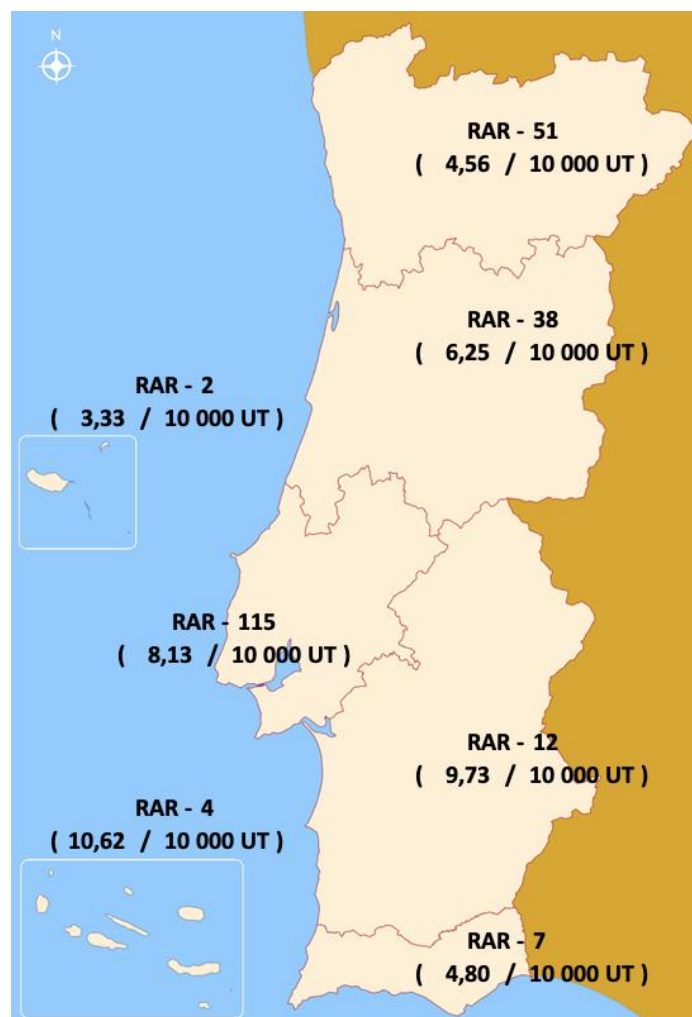 N
RAR - 51
( 4,56 / 10 000 UT )
RAR - 38
( 6,25 / 10 000 UT )
RAR - 2
( 3,33 / 10 000 UT )
RAR - 115
( 8,13 / 10 000 UT )
RAR - 12
( 9,73 / 10 000 UT )
RAR - 4
( 10,62 / 10 000 UT )
RAR - 7
( 4,80 / 10 000 UT )